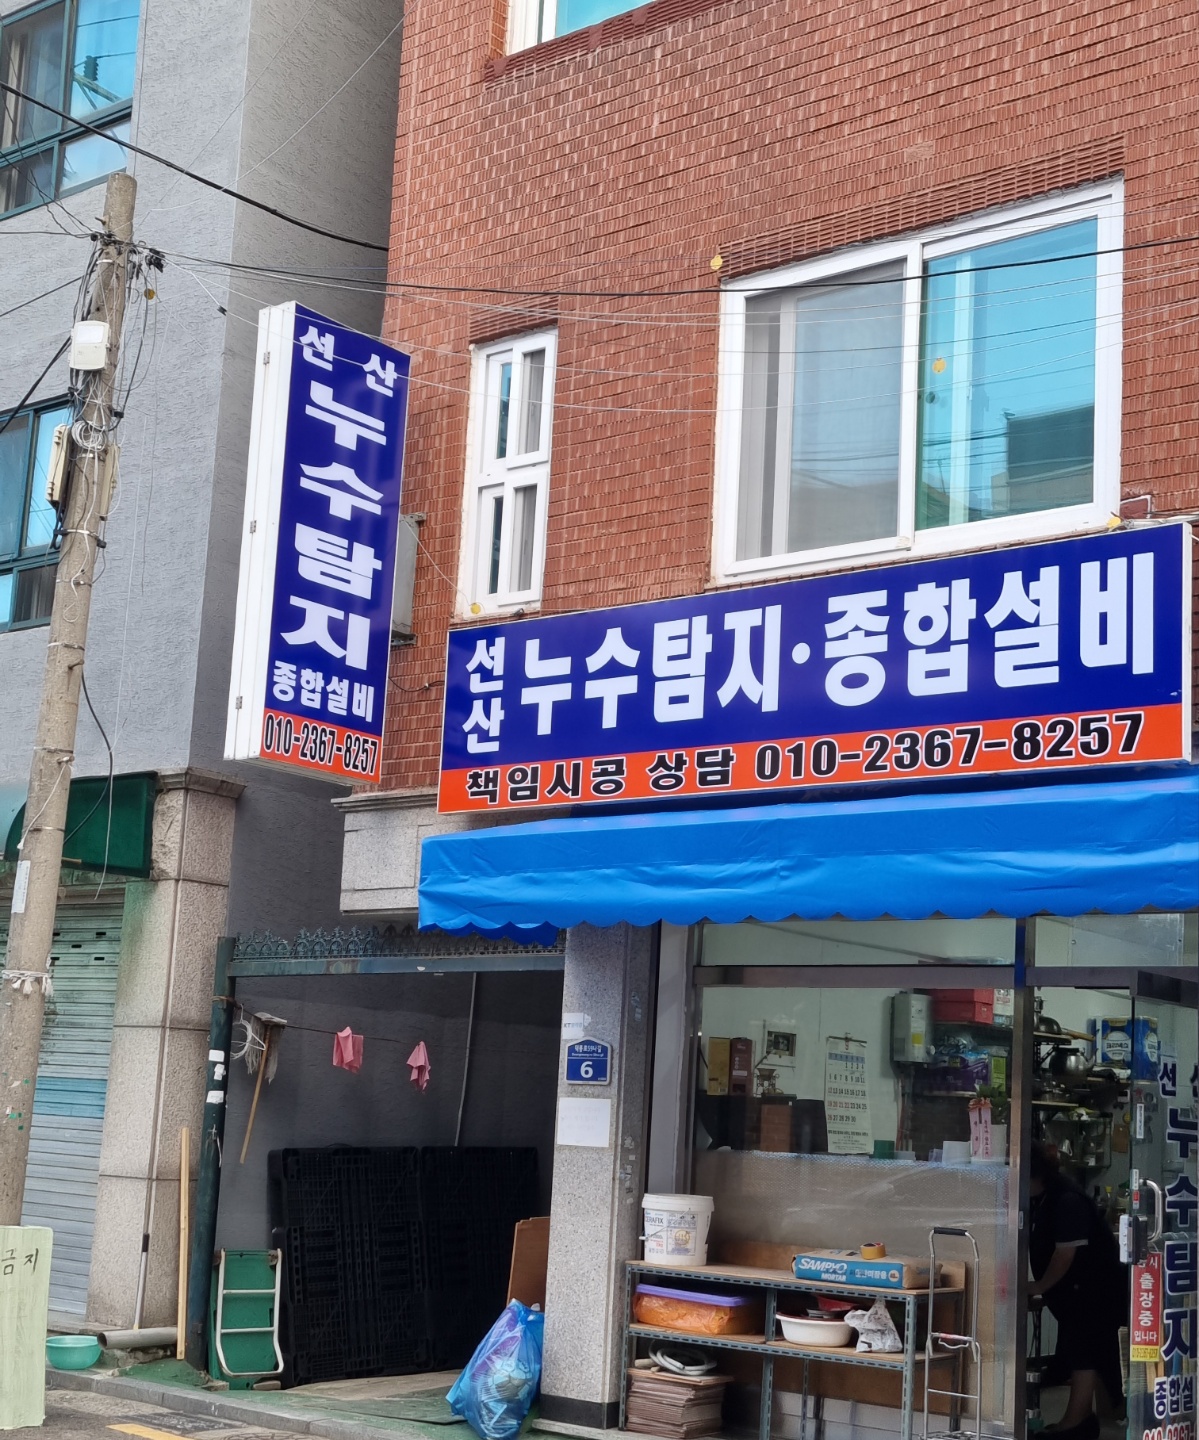 선 산
누수탐지
종합설비
010-2367-8257
선산
누수탐지·종합설비
책임시공 상담 010-2367-8257
6
SAMPYO
MORTAR
금지
선
누수탐지
종합설
출장중
입니다